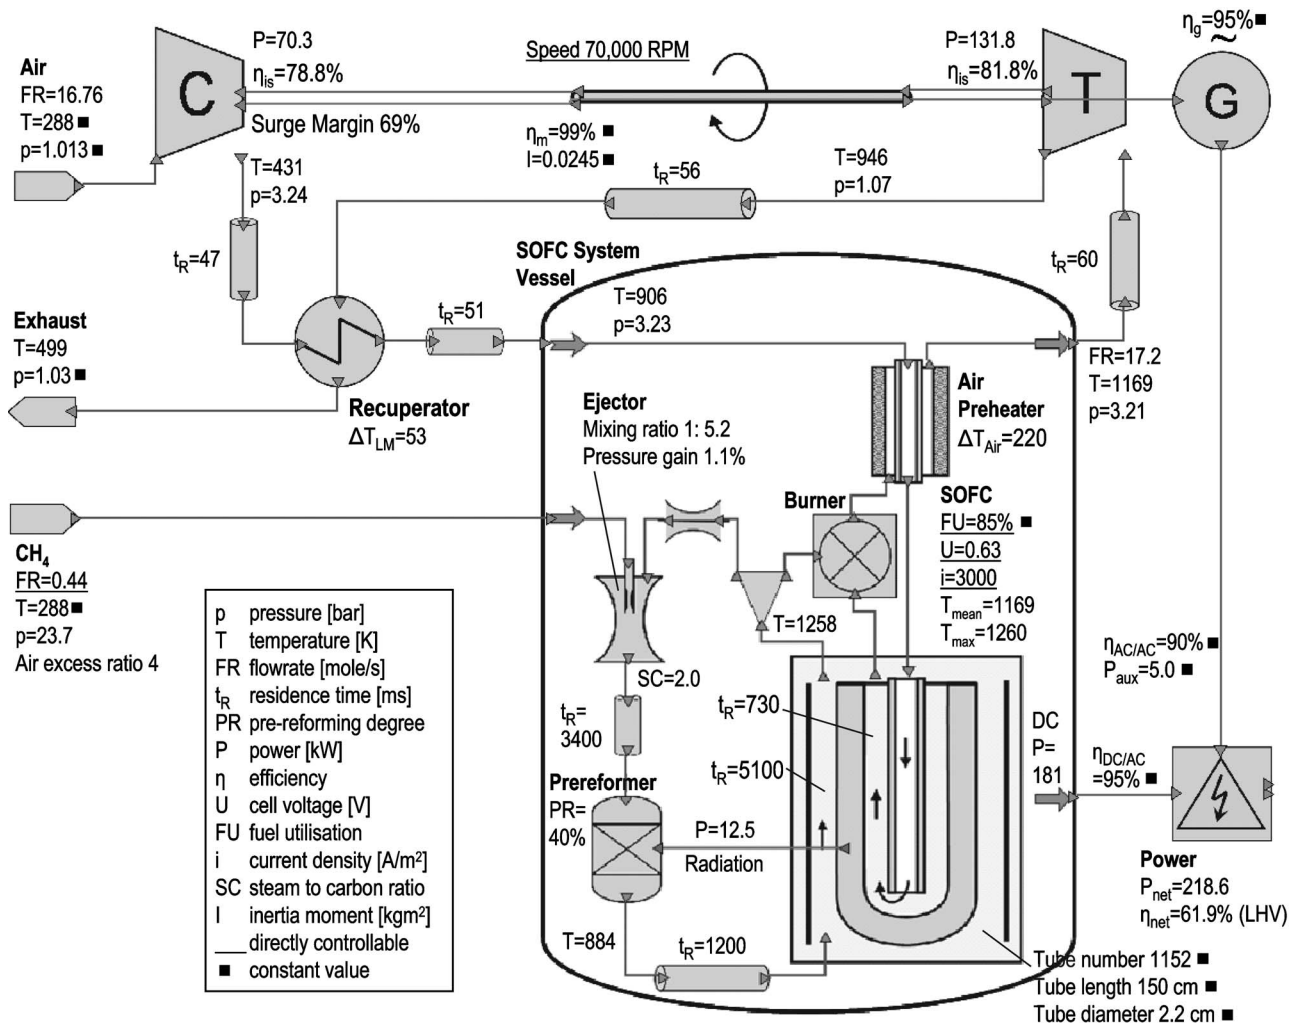 Air
FR=16.76
T=288 ■
p=1.013 ■
C
P=70.3
η_is=78.8%
Surge Margin 69%
Speed 70,000 RPM
η_m=99% ■
I=0.0245 ■
P=131.8
η_is=81.8%
T
η_g=95% ■
~
G
T=431
p=3.24
t_R=47
t_R=56
T=946
p=1.07
t_R=60
SOFC System
Vessel
T=906
p=3.23
t_R=51
Exhaust
T=499
p=1.03 ■
Recuperator
ΔT_LM=53
FR=17.2
T=1169
p=3.21
Air
Preheater
ΔT_Air=220
Ejector
Mixing ratio 1: 5.2
Pressure gain 1.1%
Burner
SOFC
FU=85% ■
U=0.63
i=3000
T_mean=1169
T_max=1260
CH₄
FR=0.44
T=288 ■
p=23.7
Air excess ratio 4
T=1258
SC=2.0
t_R=
3400
Prereformer
PR=
40%
P=12.5
Radiation
t_R=730
t_R=5100
T=884
t_R=1200
DC
P=
181
η_AC/AC=90% ■
P_aux=5.0 ■
η_DC/AC
=95% ■
Power
P_net=218.6
η_net=61.9% (LHV)
Tube number 1152 ■
Tube length 150 cm ■
Tube diameter 2.2 cm ■
p pressure [bar]
T temperature [K]
FR flowrate [mole/s]
t_R residence time [ms]
PR pre-reforming degree
P power [kW]
η efficiency
U cell voltage [V]
FU fuel utilisation
i current density [A/m²]
SC steam to carbon ratio
I inertia moment [kgm²]
___ directly controllable
■ constant value